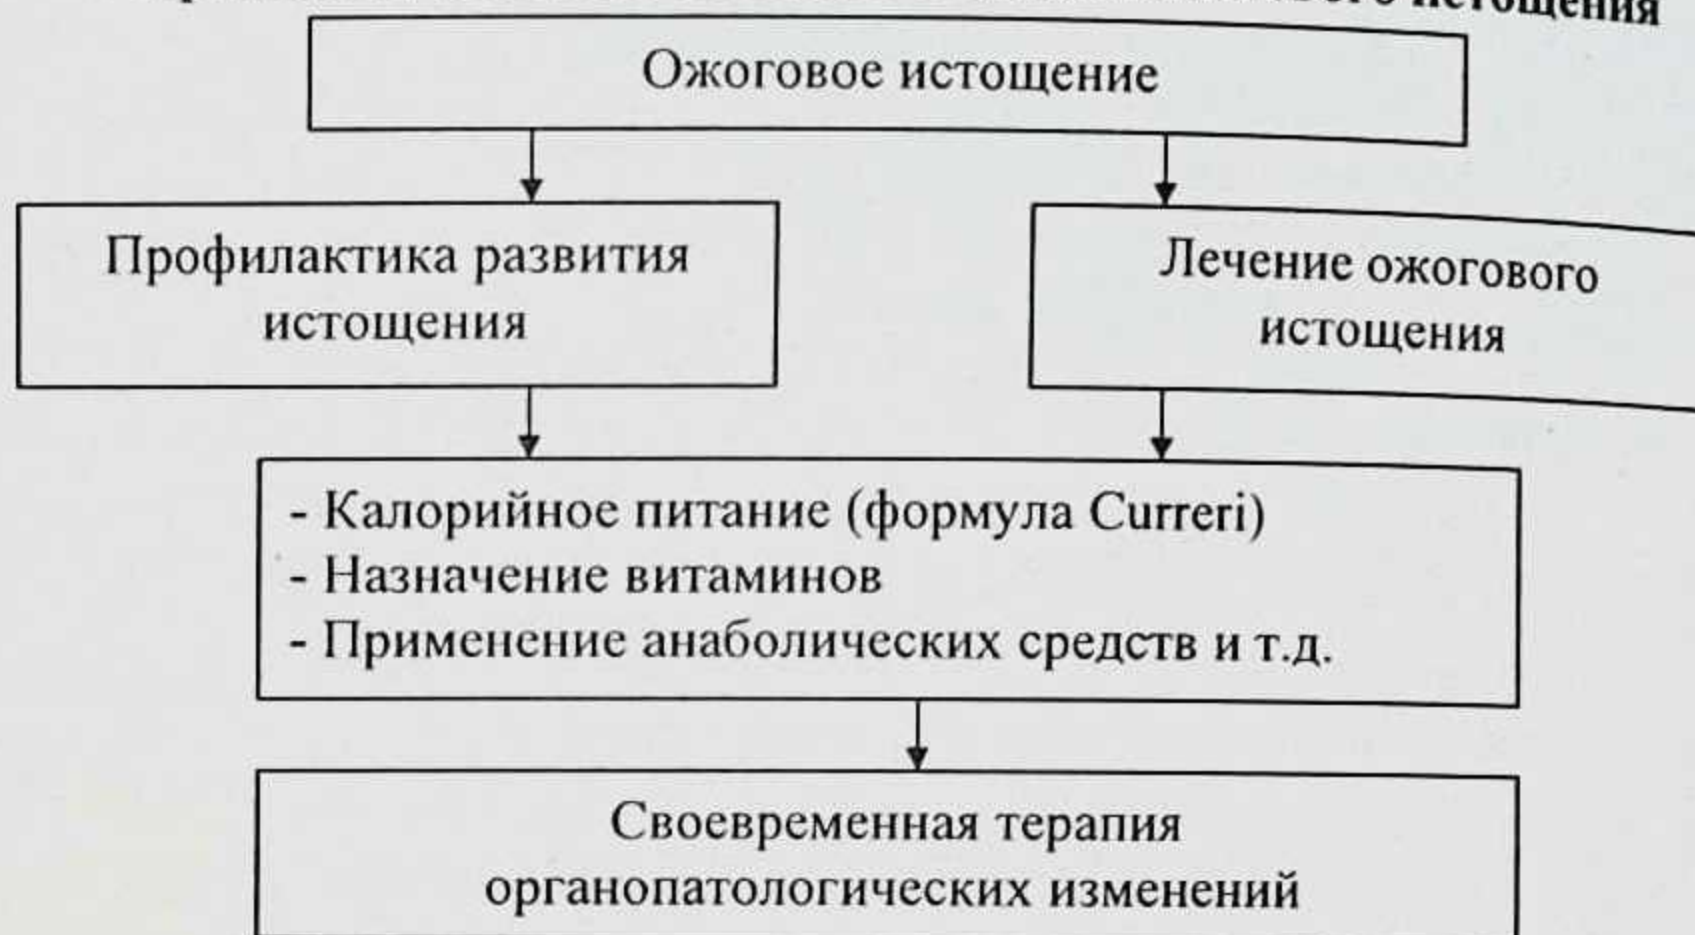 истощения
Ожоговое истощение
Профилактика развития
истощения
Лечение ожогового
истощения
- Калорийное питание (формула Curreri)
- Назначение витаминов
- Применение анаболических средств и т.д.
Своевременная терапия
органопатологических изменений